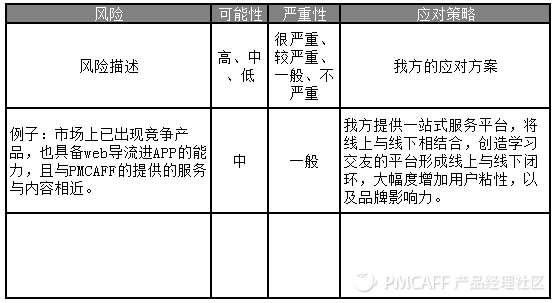 风险 可能性 严重性 应对策略
风险描述
高、中
、低
很严重、
较严重、
一般、不
严重
我方的应对方案
例子：市场上已出现竞争产
品，也具备web导流进APP的能
力，且与PMCAFF的提供的服务
与内容相近。
中
一般
我方提供一站式服务平台，将
线上与线下相结合，创造学习
交友的平台形成线上与线下闭
环，大幅度增加用户粘性，以
及品牌影响力。
PMCAFF 产品经理社区